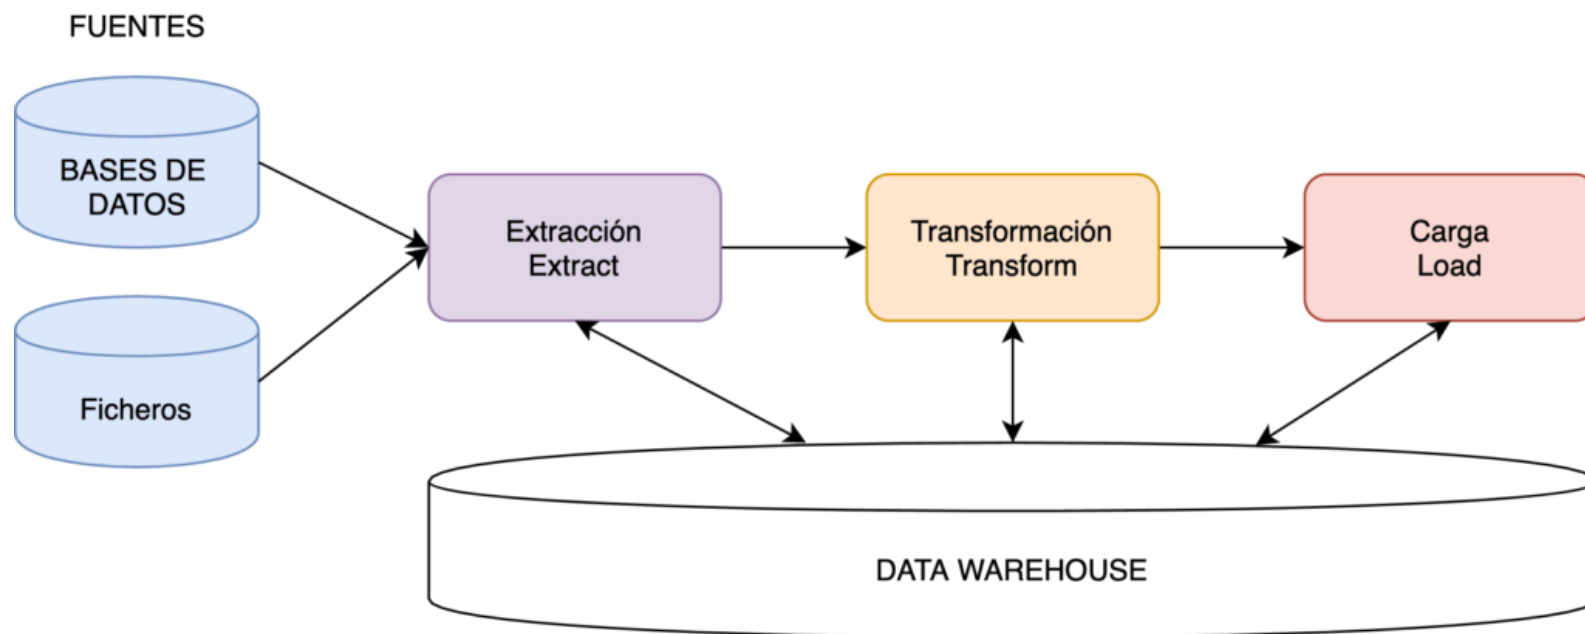 FUENTES
BASES DE
DATOS
Ficheros
Extracción
Extract
Transformación
Transform
Carga
Load
DATA WAREHOUSE